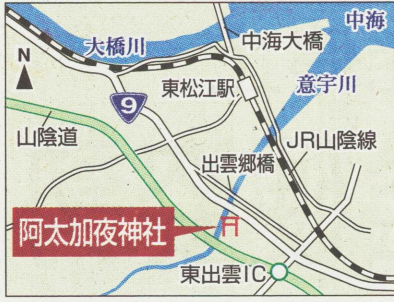 中海
大橋川
中海大橋
N
東松江駅
意宇川
9
山陰道
出雲郷橋
JR山陰線
阿太加夜神社
東出雲IC